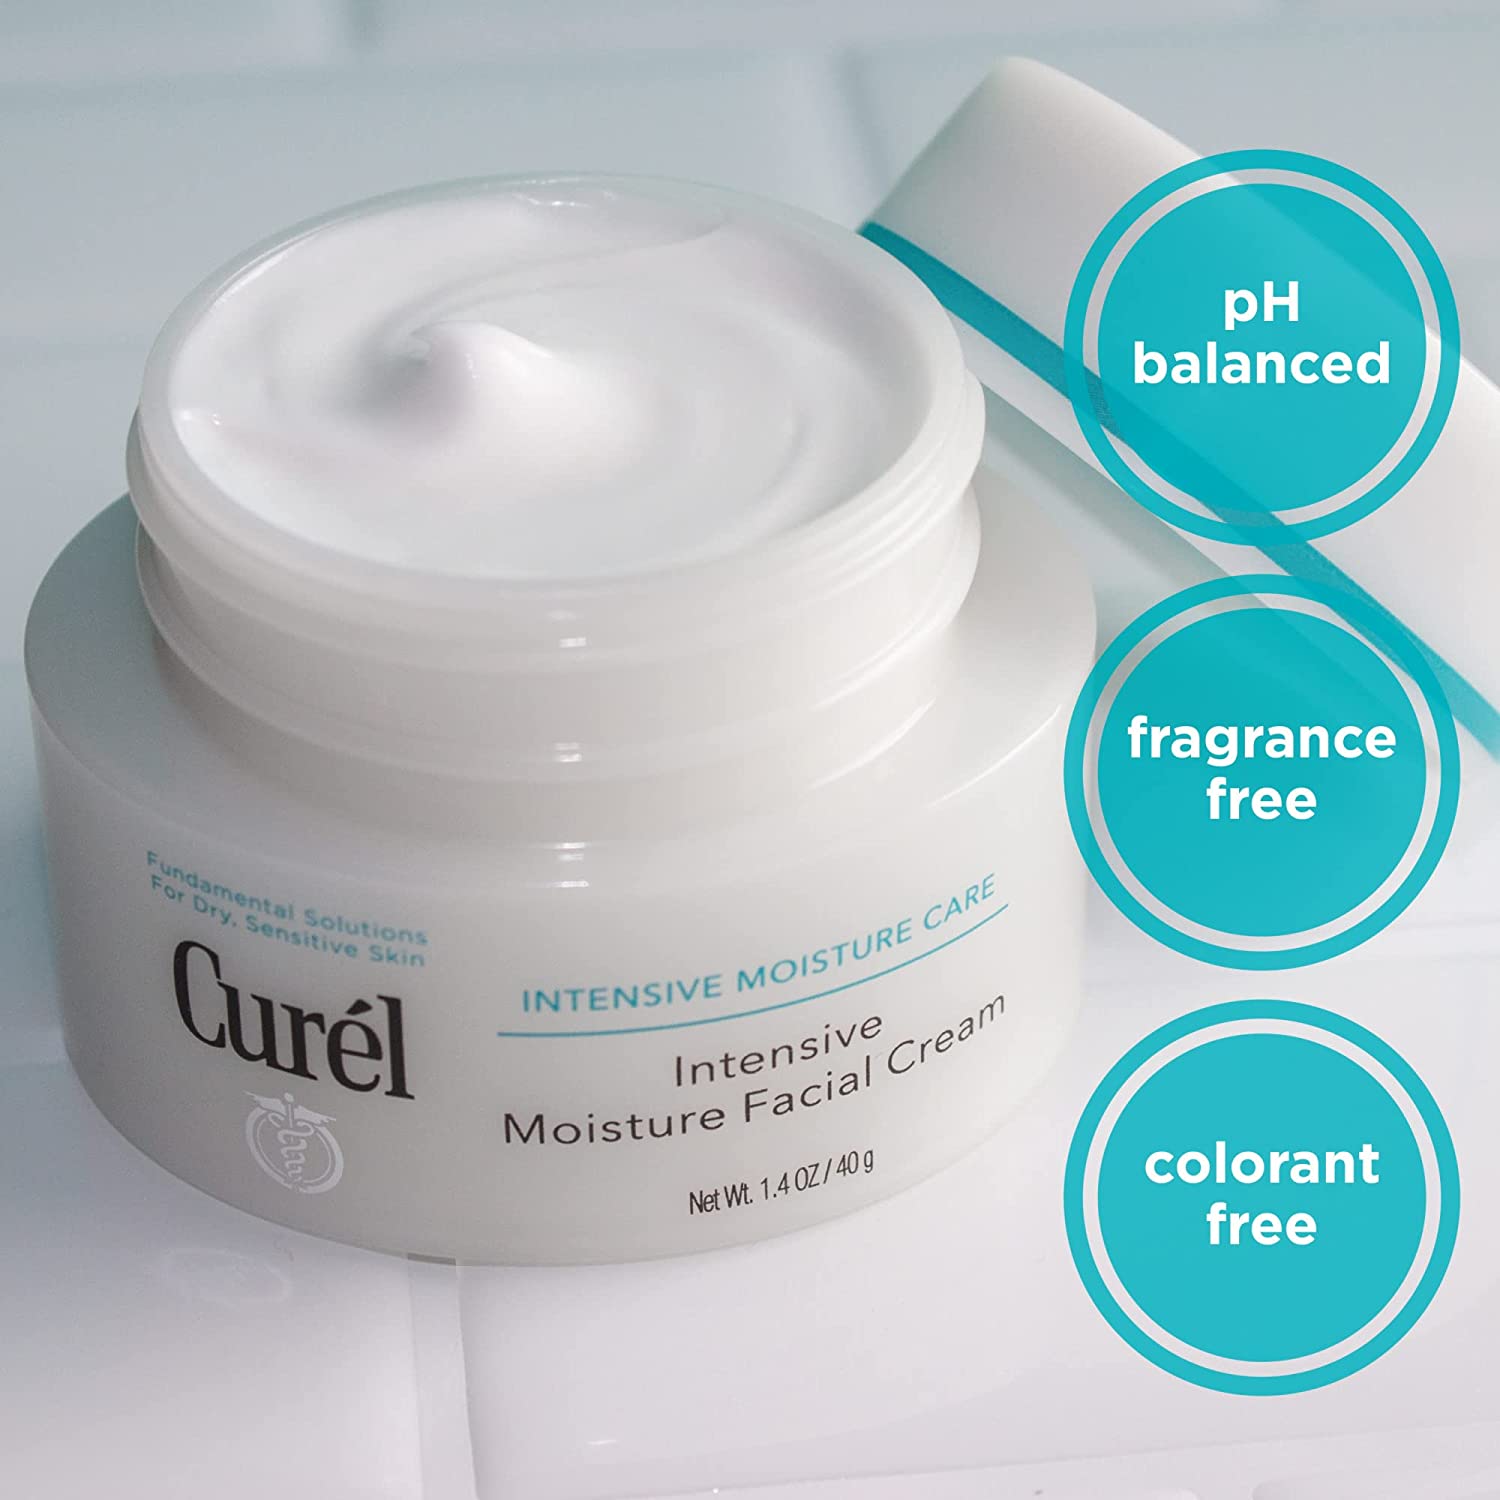 Fundamental Solutions
For Dry, Sensitive Skin
Curél
INTENSIVE MOISTURE CARE
Intensive
Moisture Facial Cream
Net Wt. 1.4 OZ / 40 g
pH
balanced
fragrance
free
colorant
free